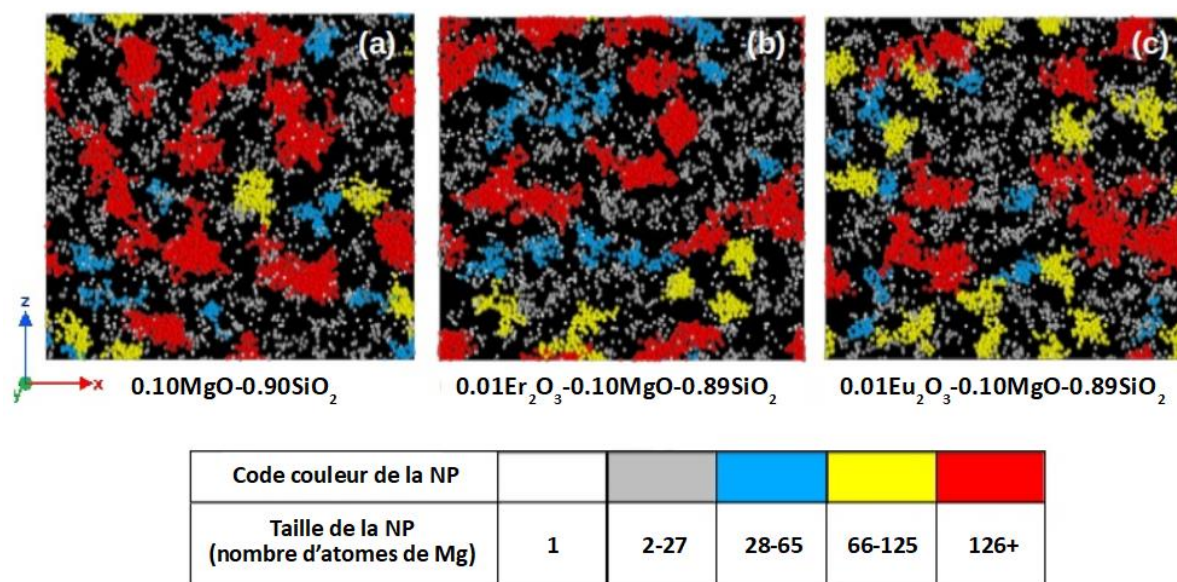 (a) (b) (c)
z
y x
0.10MgO-0.90SiO₂ 0.01Er₂O₃-0.10MgO-0.89SiO₂ 0.01Eu₂O₃-0.10MgO-0.89SiO₂
Code couleur de la NP
Taille de la NP
(nombre d’atomes de Mg) 1 2-27 28-65 66-125 126+